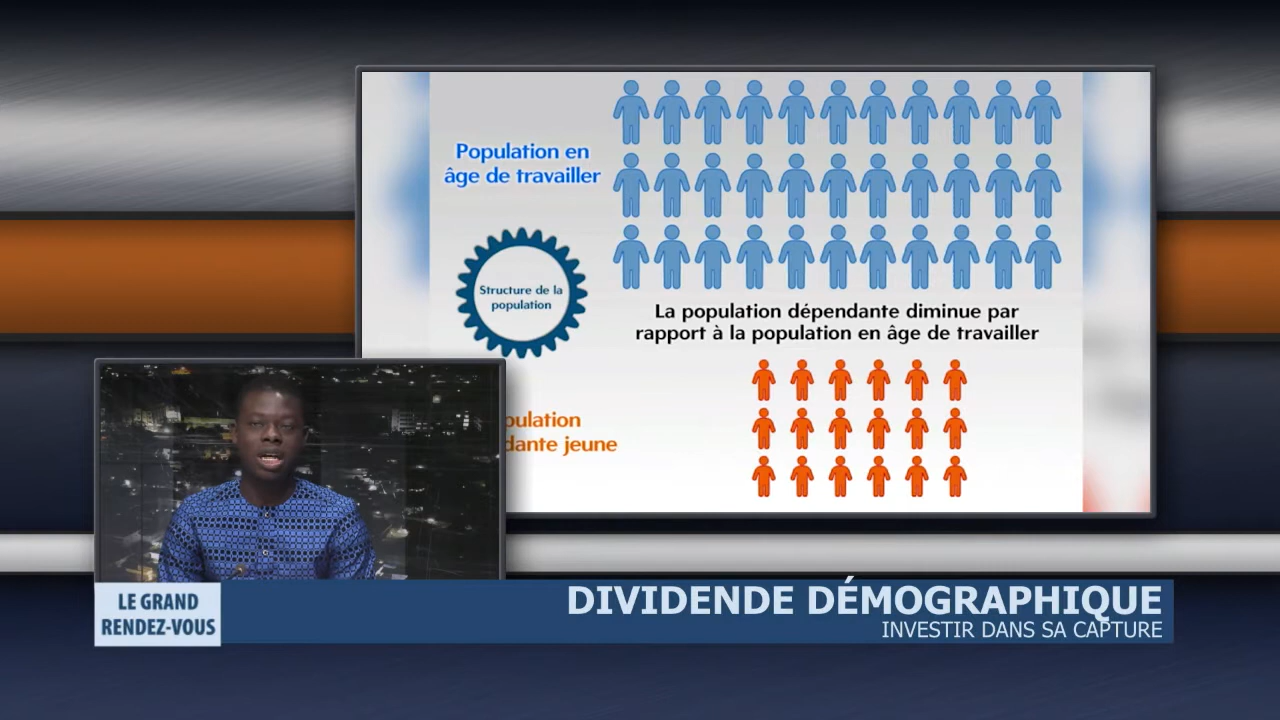 Population en
âge de travailler
Structure de la
population
La population dépendante diminue par
rapport à la population en âge de travailler
pulation
dante jeune
LE GRAND
RENDEZ-VOUS
DIVIDENDE DÉMOGRAPHIQUE
INVESTIR DANS SA CAPTURE